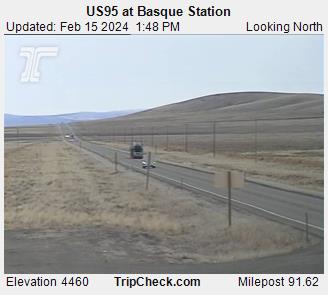 US95 at Basque Station
Updated: Feb 15 2024 1:48 PM Looking North
Elevation 4460 TripCheck.com Milepost 91.62